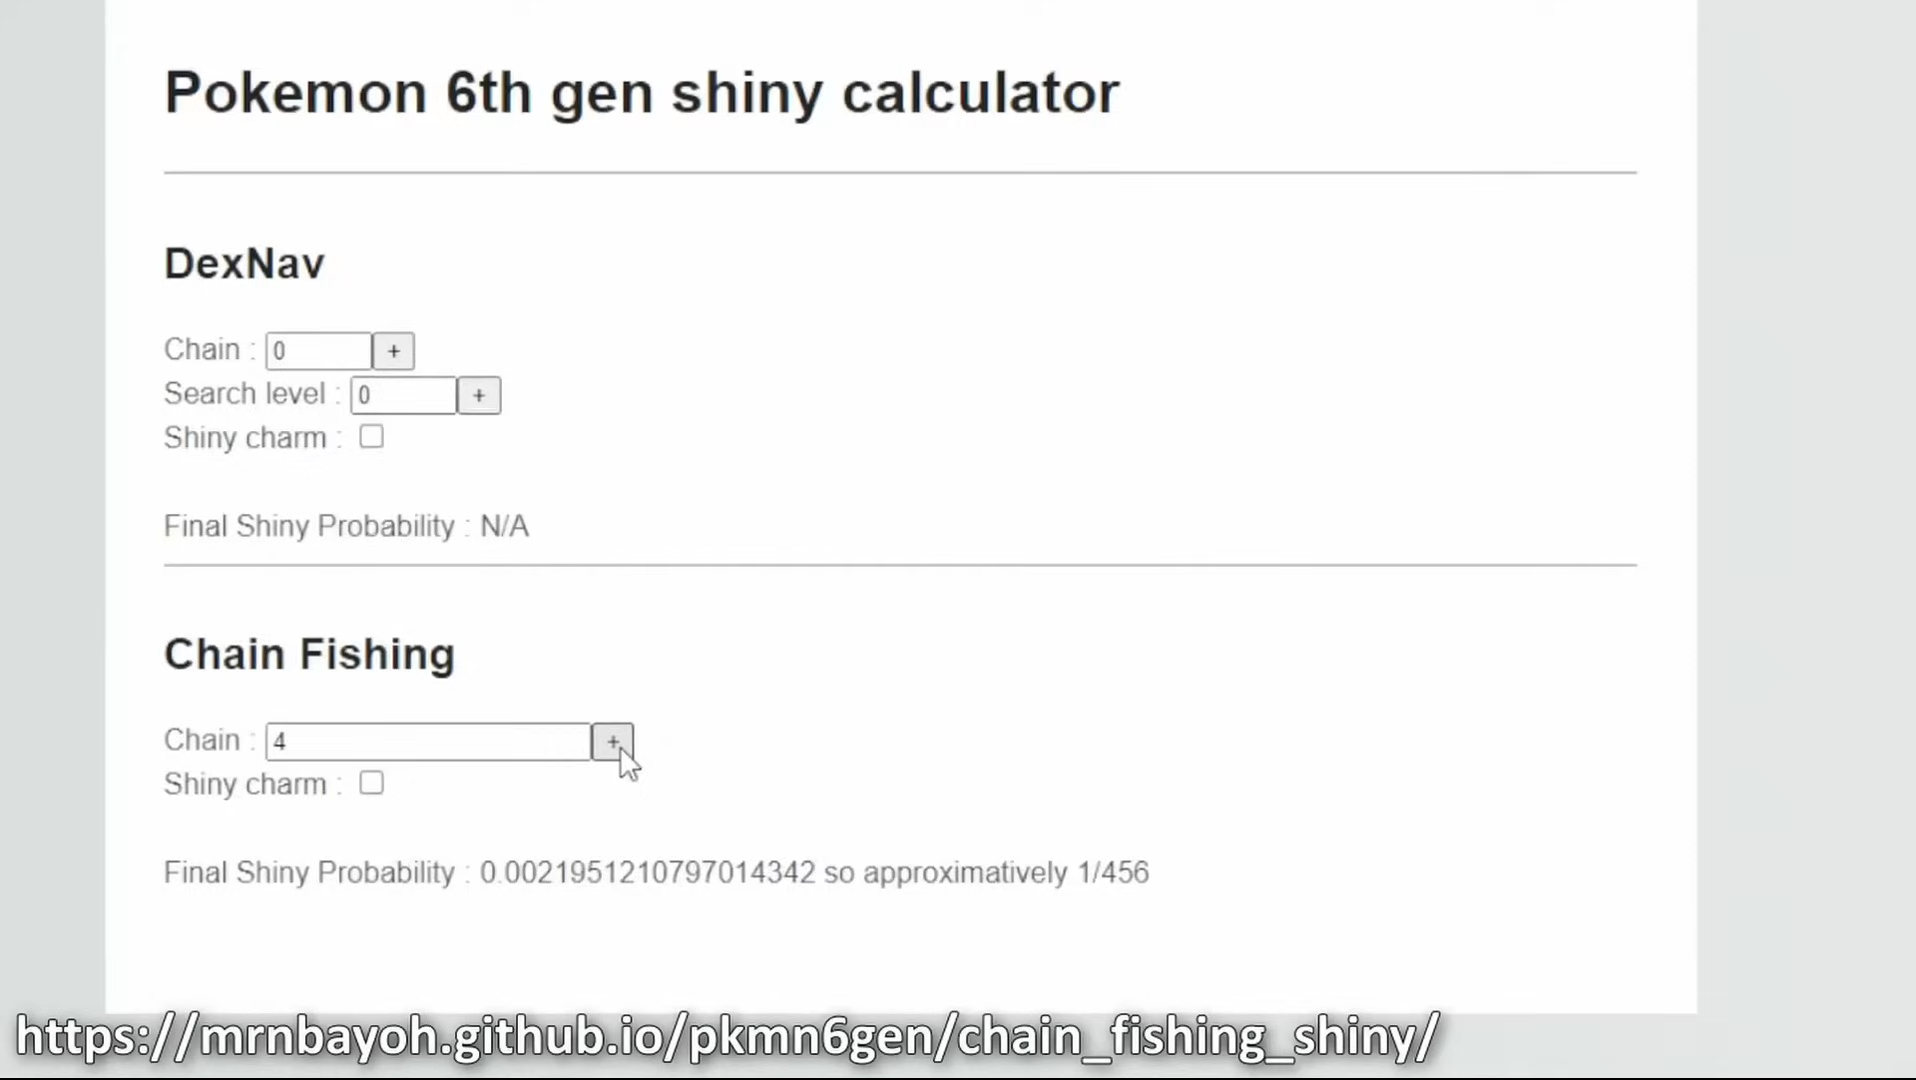 Pokemon 6th gen shiny calculator
DexNav
Chain : 0 +
Search level : 0 +
Shiny charm :
Final Shiny Probability : N/A
Chain Fishing
Chain : 4 +
Shiny charm :
Final Shiny Probability : 0.0021951210797014342 so approximatively 1/456
https://mrnbayoh.github.io/pkmn6gen/chain_fishing_shiny/